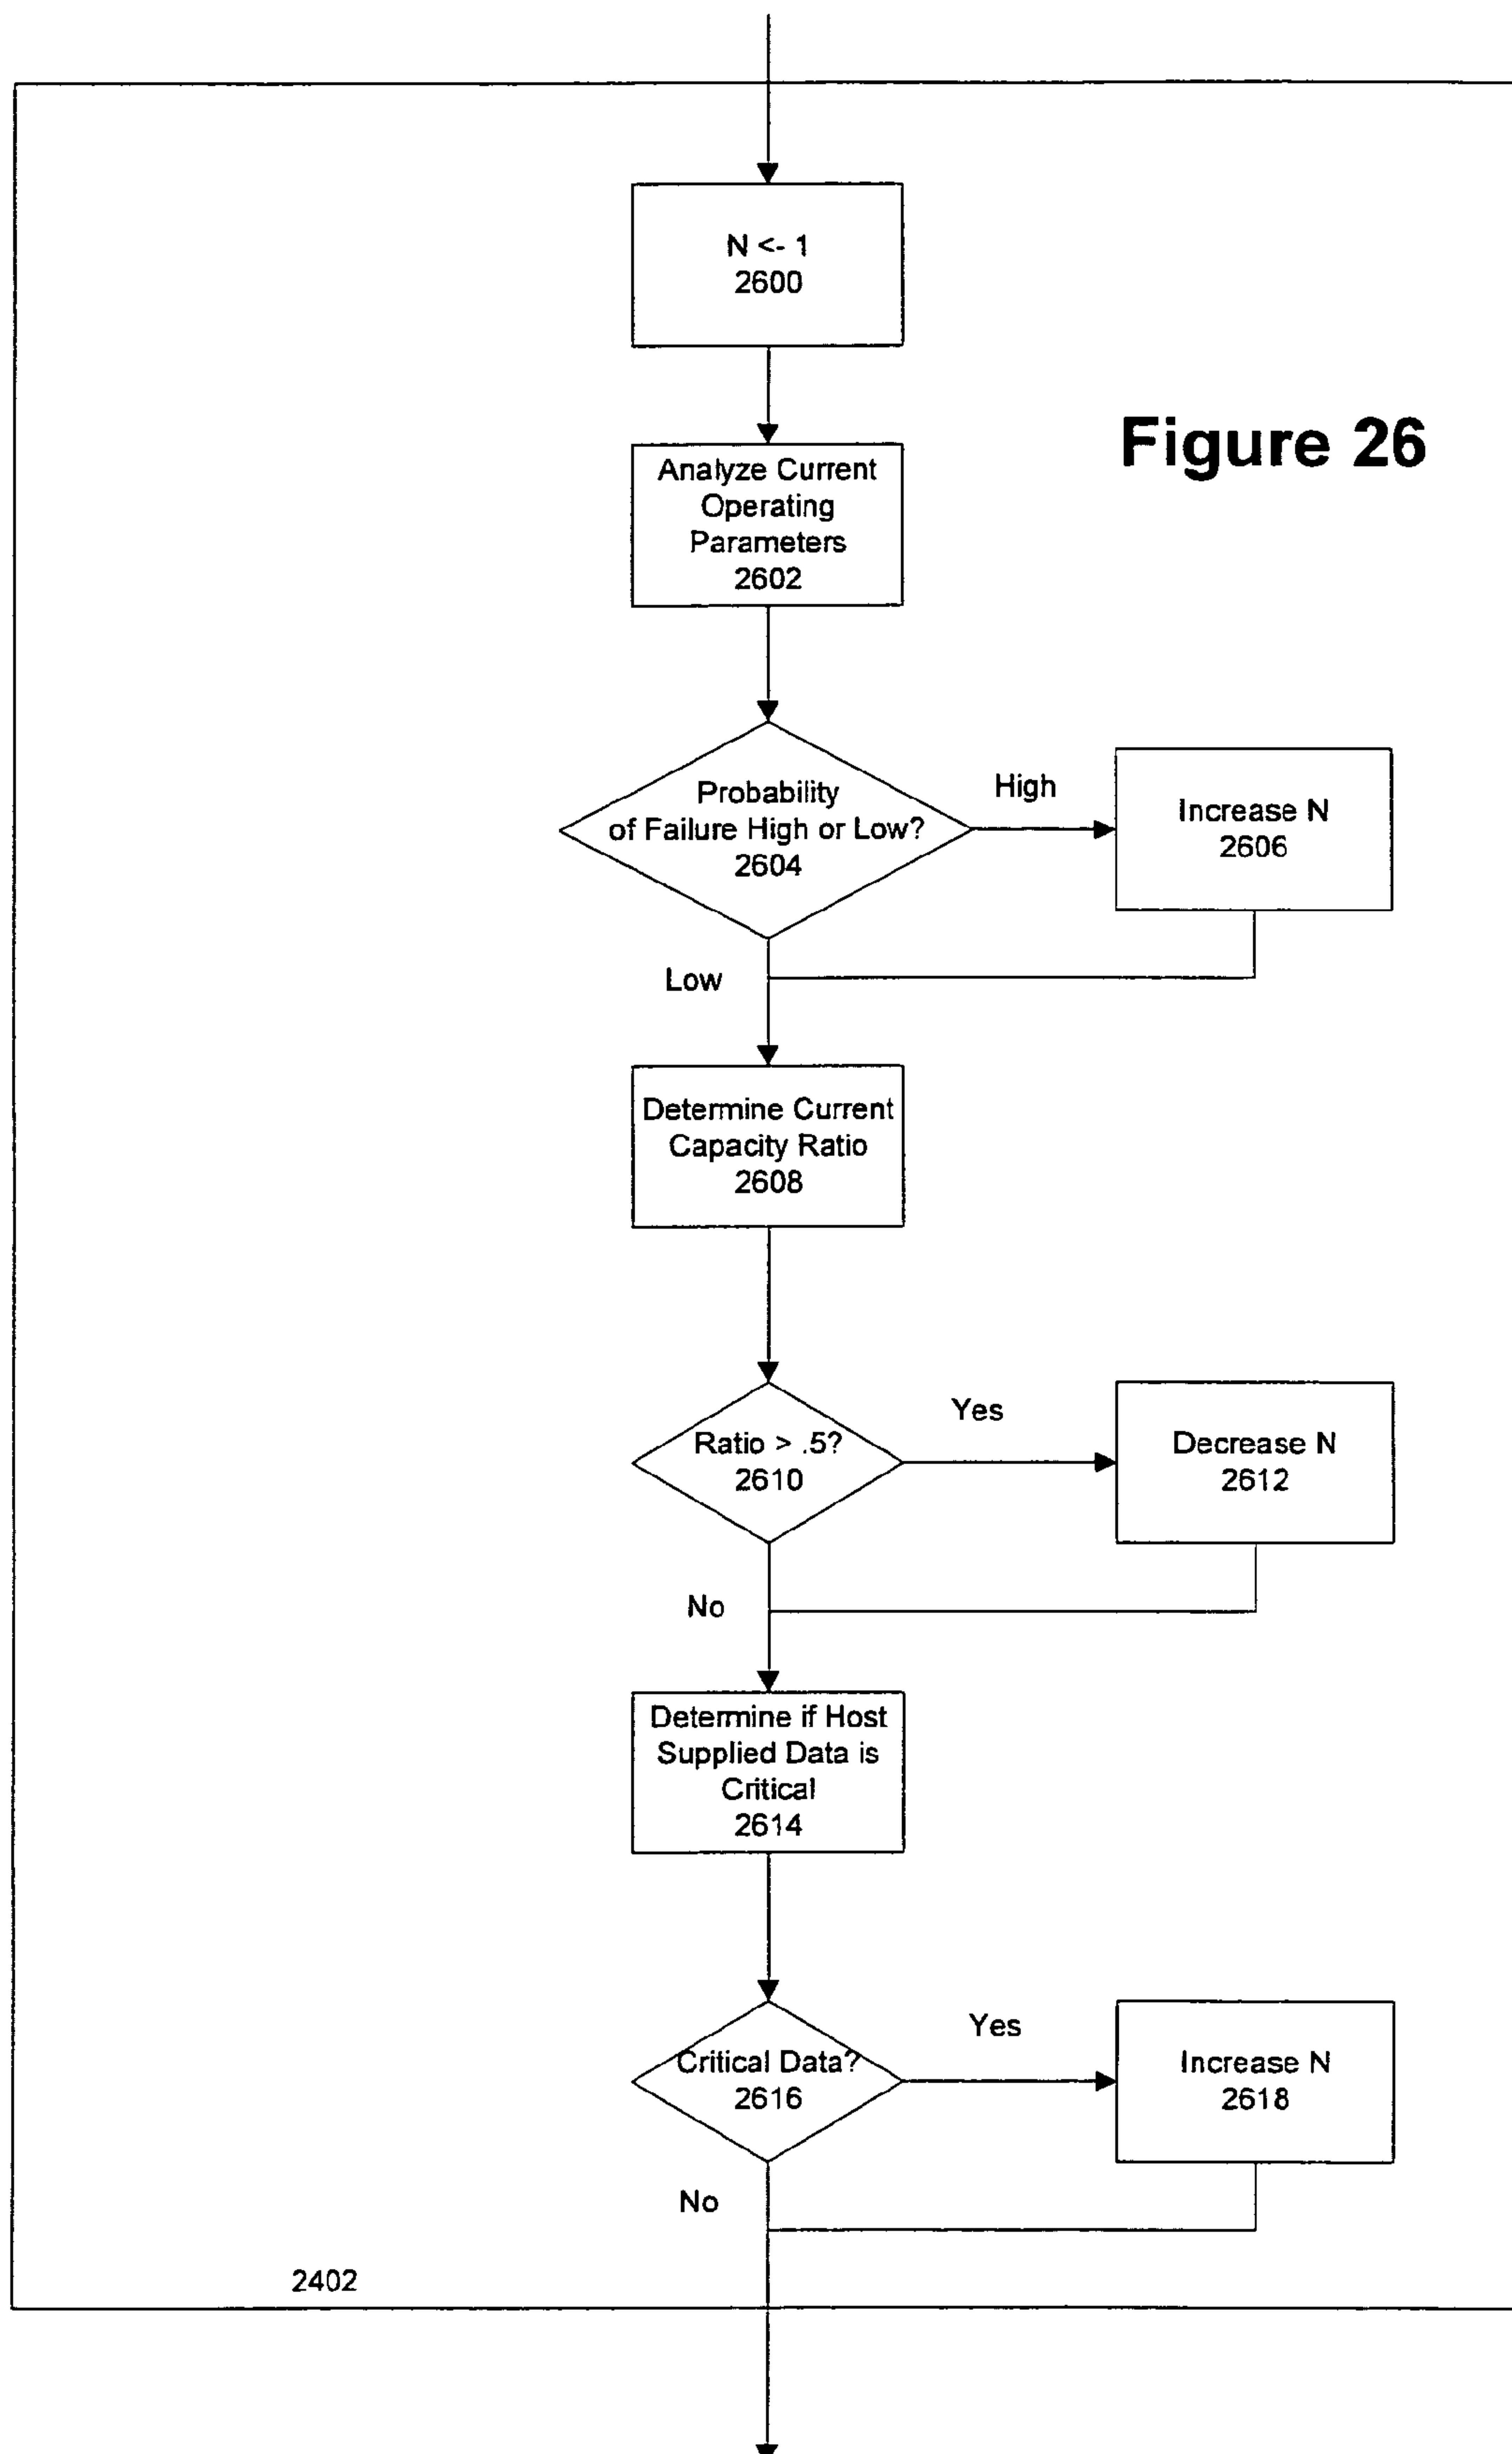 N <- 1
2600
Figure 26
Analyze Current
Operating
Parameters
2602
Probability
of Failure High or Low?
2604
High
Increase N
2606
Low
Determine Current
Capacity Ratio
2608
Ratio > .5?
2610
Yes
Decrease N
2612
No
Determine if Host
Supplied Data is
Critical
2614
Critical Data?
2616
Yes
Increase N
2618
No
2402